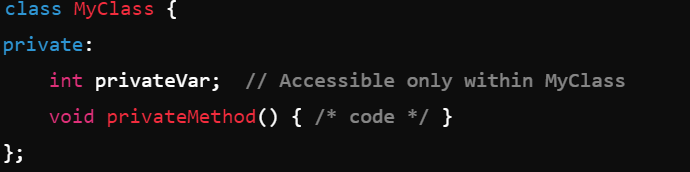 class MyClass {
private:
    int privateVar;  // Accessible only within MyClass
    void privateMethod() { /* code */ }
};